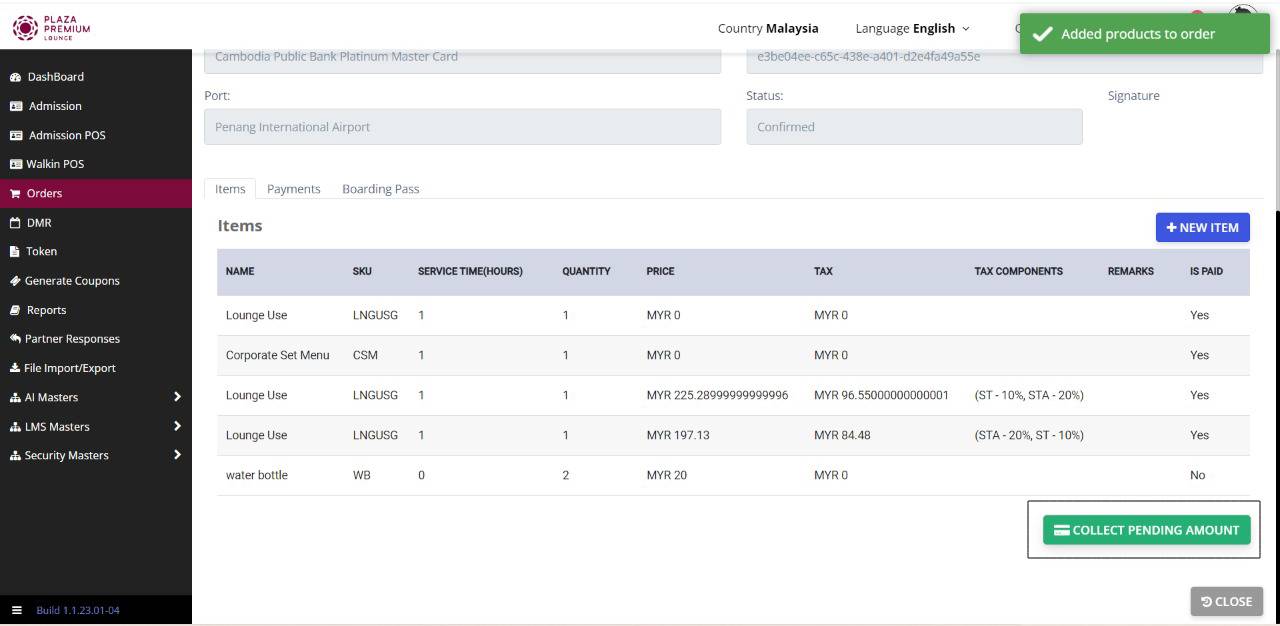 PLAZA
PREMIUM
LOUNGE
Country Malaysia
Language English
Added products to order
DashBoard
Admission
Admission POS
Walkin POS
Orders
DMR
Token
Generate Coupons
Reports
Partner Responses
File Import/Export
AI Masters
LMS Masters
Security Masters
Build 1.1.23.01-04
Cambodia Public Bank Platinum Master Card
e3be04ee-c65c-438e-a401-d2e4fa49a55e
Port:
Status:
Signature
Penang International Airport
Confirmed
Items Payments Boarding Pass
Items
+ NEW ITEM
NAME SKU SERVICE TIME(HOURS) QUANTITY PRICE TAX TAX COMPONENTS REMARKS IS PAID
Lounge Use LNGUSG 1 1 MYR 0 MYR 0 Yes
Corporate Set Menu CSM 1 1 MYR 0 MYR 0 Yes
Lounge Use LNGUSG 1 1 MYR 225.28999999999996 MYR 96.55000000000001 (ST - 10%, STA - 20%) Yes
Lounge Use LNGUSG 1 1 MYR 197.13 MYR 84.48 (STA - 20%, ST - 10%) Yes
water bottle WB 0 2 MYR 20 MYR 0 No
COLLECT PENDING AMOUNT
CLOSE